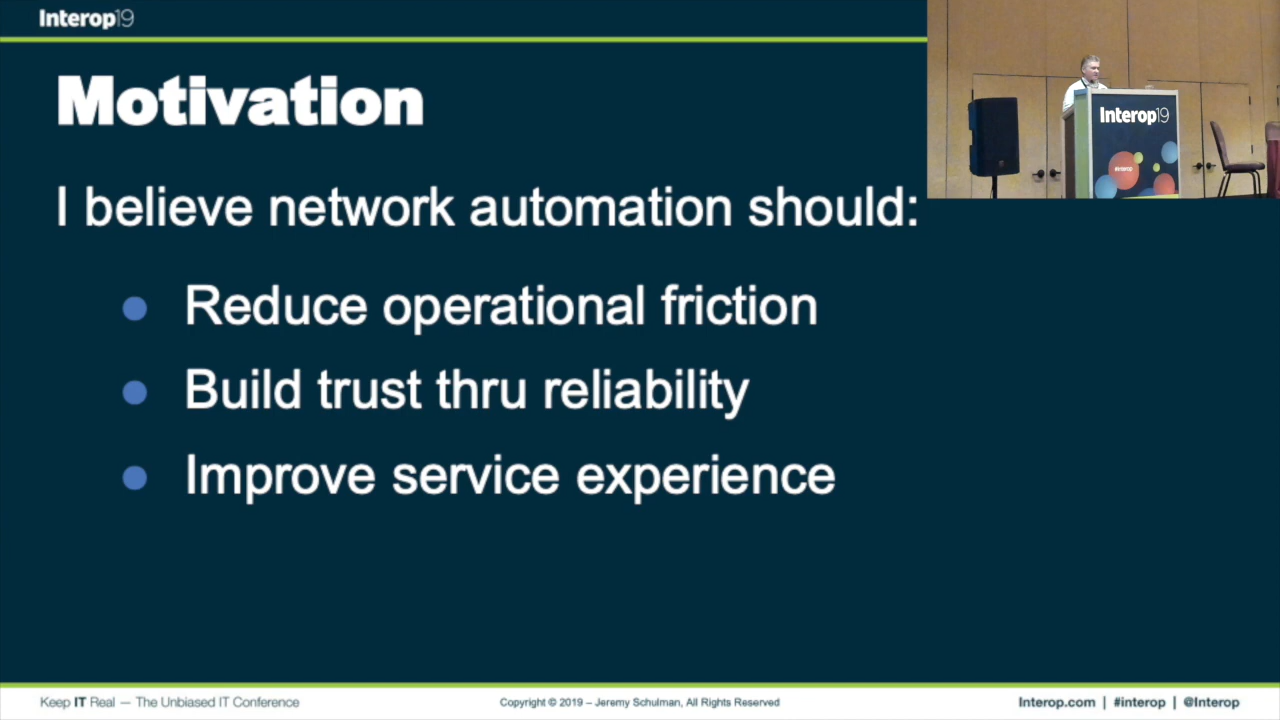 Interop19
Motivation
I believe network automation should:
Reduce operational friction
Build trust thru reliability
Improve service experience
Interop19
#interop
Keep IT Real — The Unbiased IT Conference
Copyright © 2019 – Jeremy Schulman, All Rights Reserved
Interop.com | #interop | @Interop